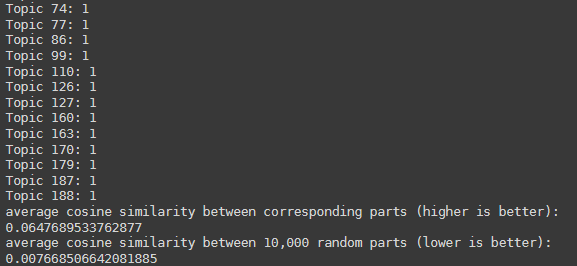 Topic 74: 1
Topic 77: 1
Topic 86: 1
Topic 99: 1
Topic 110: 1
Topic 126: 1
Topic 127: 1
Topic 160: 1
Topic 163: 1
Topic 170: 1
Topic 179: 1
Topic 187: 1
Topic 188: 1
average cosine similarity between corresponding parts (higher is better):
0.0647689533762877
average cosine similarity between 10,000 random parts (lower is better):
0.007668506642081885